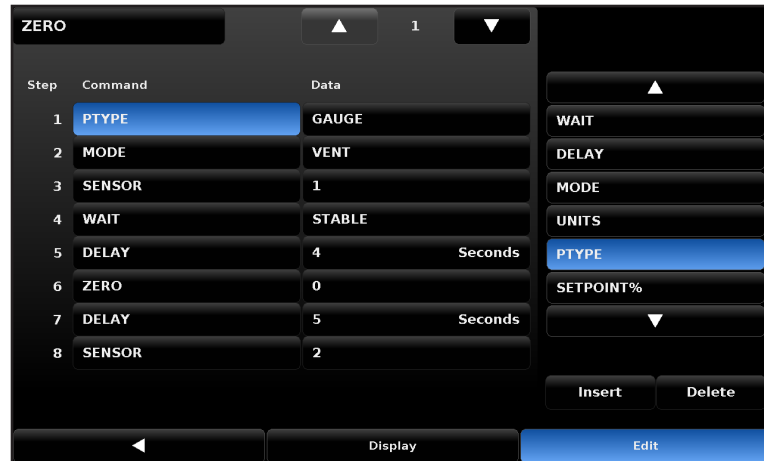 ZERO
1
Step Command Data
1 PTYPE GAUGE
2 MODE VENT
3 SENSOR 1
4 WAIT STABLE
5 DELAY 4 Seconds
6 ZERO 0
7 DELAY 5 Seconds
8 SENSOR 2
WAIT
DELAY
MODE
UNITS
PTYPE
SETPOINT%
Insert Delete
Display Edit